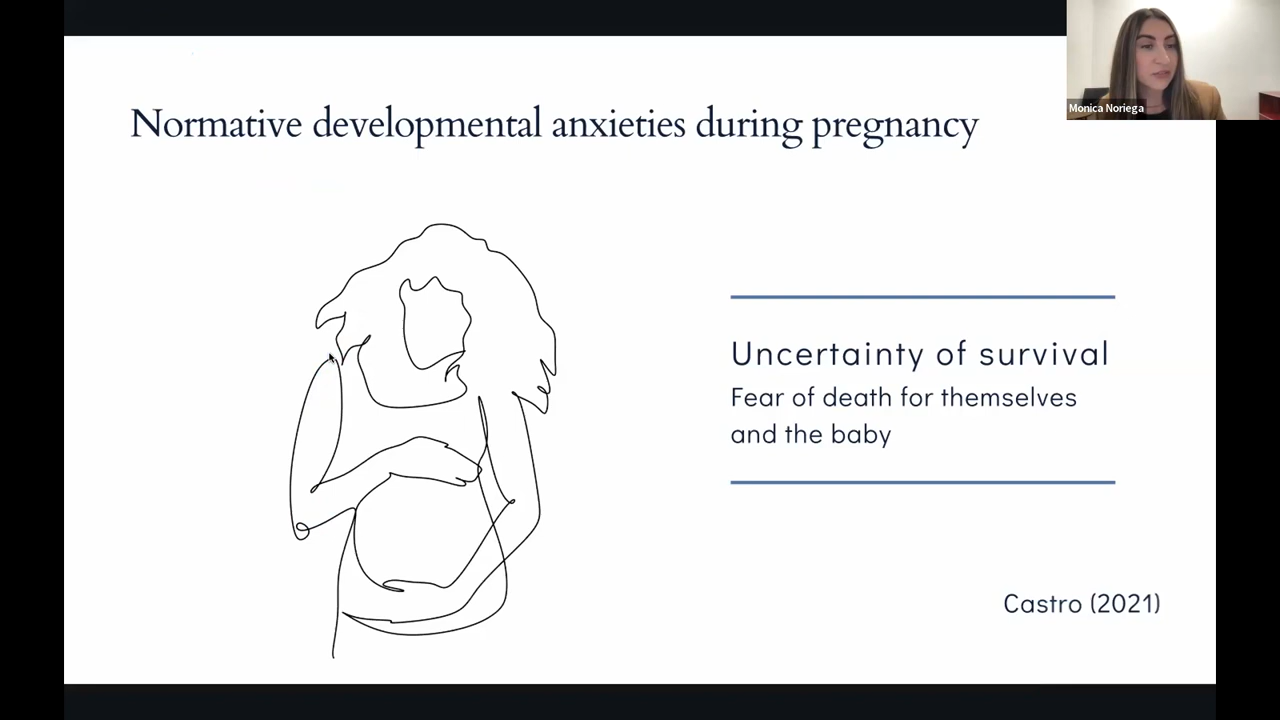 Normative developmental anxieties during pregnancy
Monica Noriega
Uncertainty of survival
Fear of death for themselves
and the baby
Castro (2021)